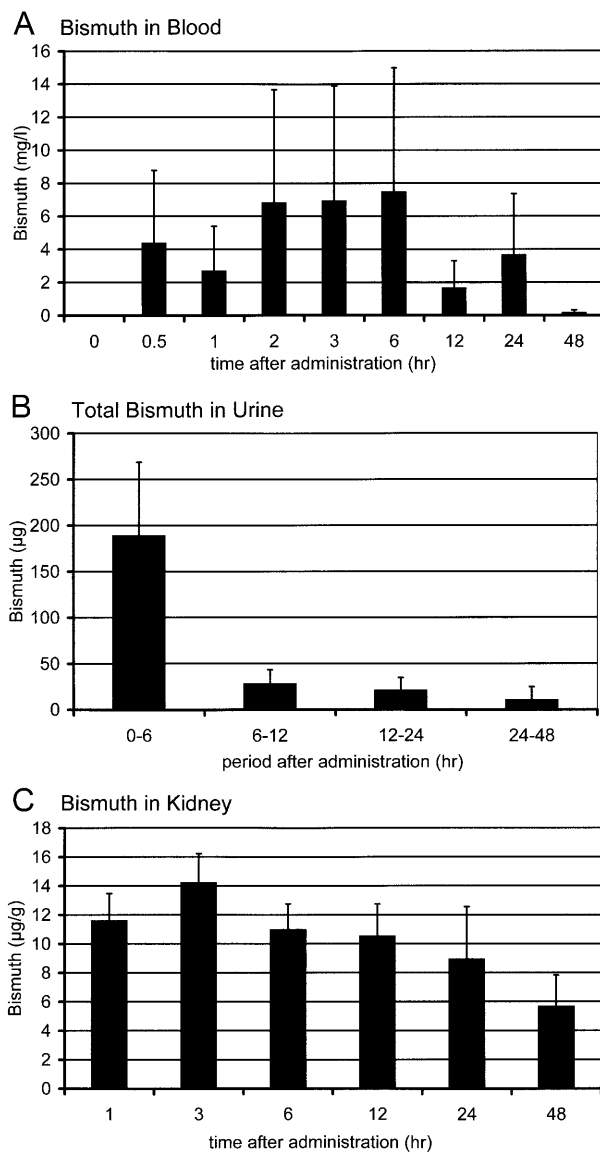 A Bismuth in Blood
16
14
12
10
8
6
4
2
0
Bismuth (mg/l)
0 0.5 1 2 3 6 12 24 48
time after administration (hr)
B Total Bismuth in Urine
300
250
200
150
100
50
0
Bismuth (µg)
0-6 6-12 12-24 24-48
period after administration (hr)
C Bismuth in Kidney
18
16
14
12
10
8
6
4
2
0
Bismuth (µg/g)
1 3 6 12 24 48
time after administration (hr)